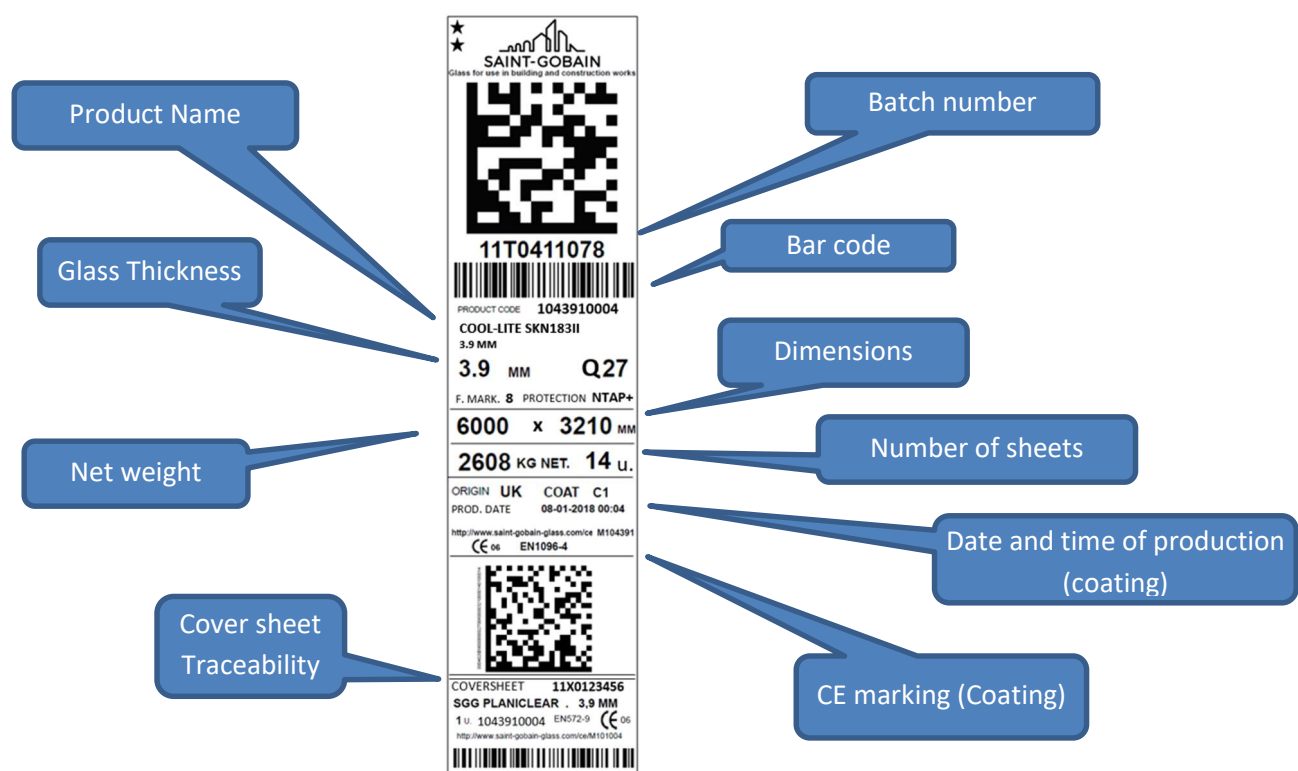 SAINT-GOBAIN
Glass for use in building and construction works
Product Name
Batch number
11T0411078
Bar code
Glass Thickness
PRODUCT CODE 1043910004
COOL-LITE SKN183II
3.9 MM
3.9 MM Q27
Dimensions
F. MARK. 8 PROTECTION NTAP+
6000 x 3210 MM
Net weight
Number of sheets
2608 KG NET. 14 u.
ORIGIN UK COAT C1
PROD. DATE 08-01-2018 00:04
Date and time of production
(coating)
http://www.saint-gobain-glass.com/ce M104391
CE 06 EN1096-4
Cover sheet
Traceability
CE marking (Coating)
COVERSHEET 11X0123456
SGG PLANICLEAR . 3,9 MM
1 u. 1043910004 EN572-9 CE 06
http://www.saint-gobain-glass.com/ce/M101004